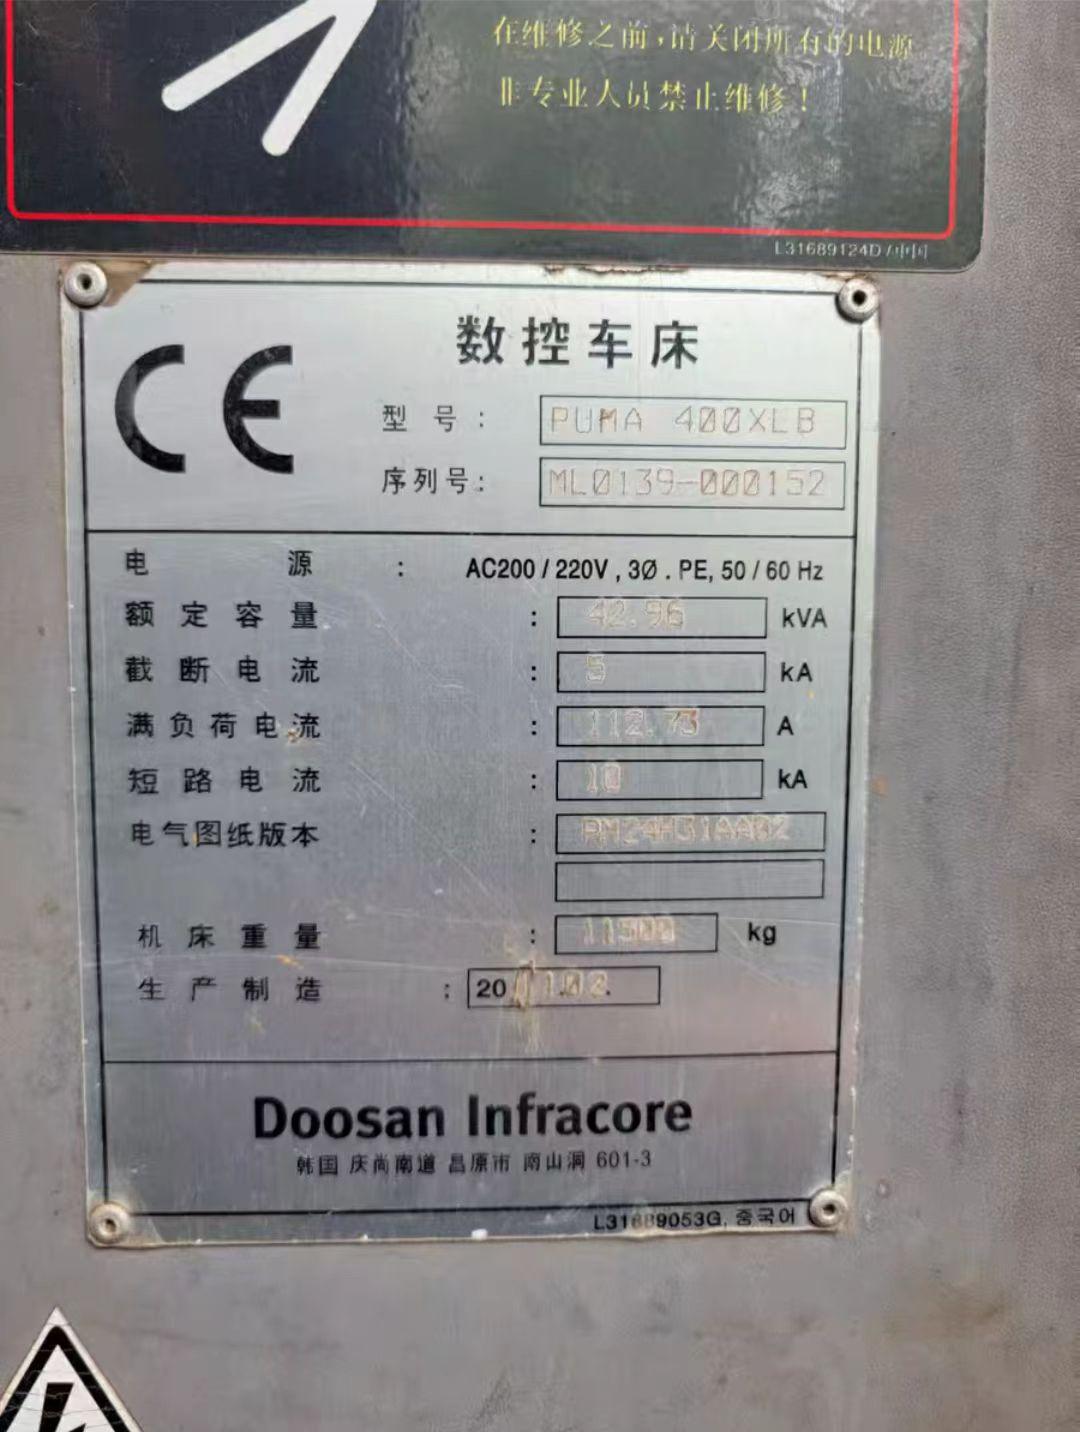 在维修之前,请关闭所有的电源
非专业人员禁止维修！
L31689124D /中国
CE
数控车床
型号: PUMA 400XLB
序列号: ML0139-000152
电源: AC200 / 220V , 3Ø . PE, 50 / 60 Hz
额定容量: 42.96 kVA
截断电流: 5 kA
满负荷电流: 112.73 A
短路电流: 10 kA
电气图纸版本: RM24H31AA02
机床重量: 11500 kg
生产制造: 20
Doosan Infracore
韩国 庆尚南道 昌原市 南山洞 601-3
L31689053G, 중국어